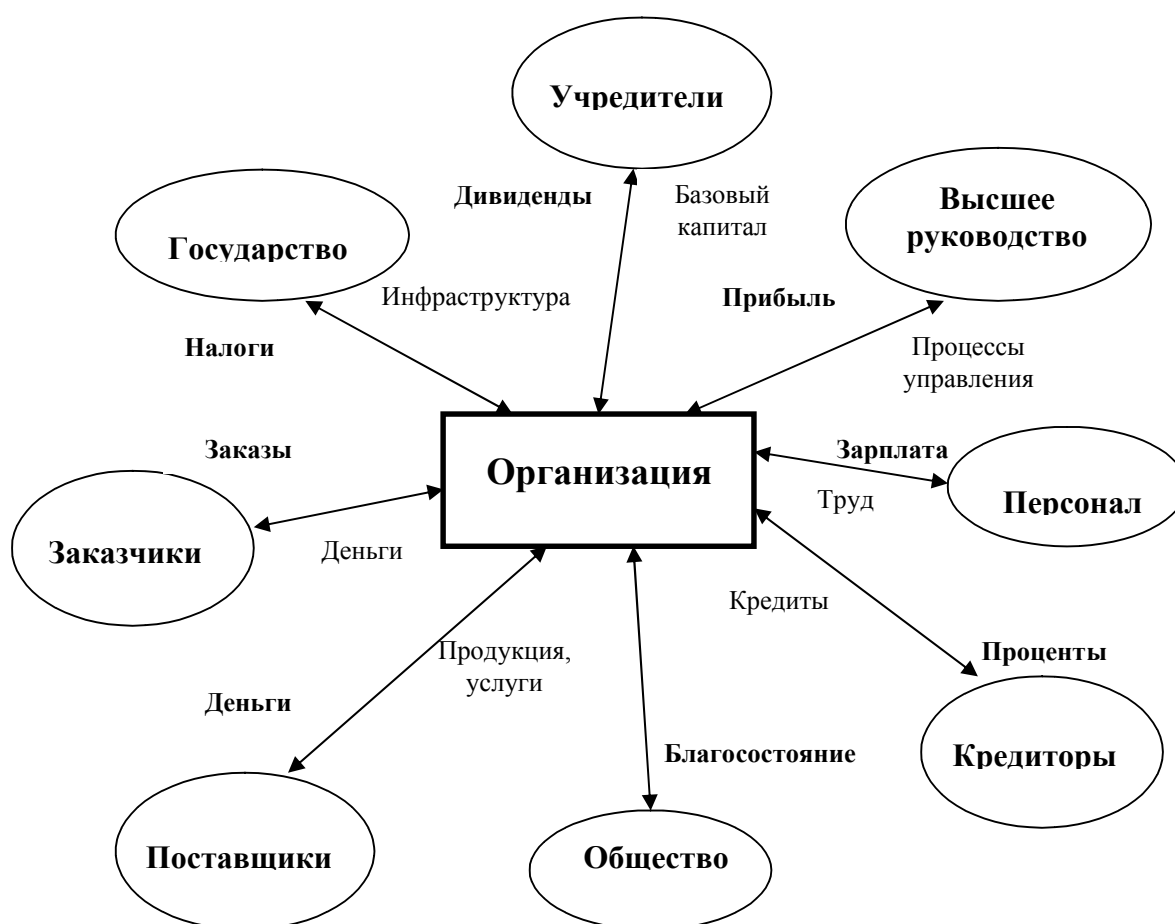 Учредители
Дивиденды
Базовый
капитал
Высшее
руководство
Государство
Инфраструктура
Прибыль
Налоги
Процессы
управления
Заказы
Организация
Зарплата
Персонал
Труд
Заказчики
Деньги
Кредиты
Продукция,
услуги
Проценты
Деньги
Благосостояние
Кредиторы
Поставщики
Общество